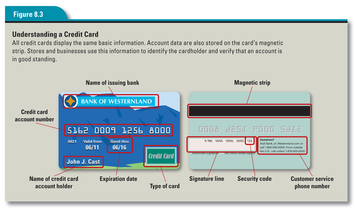 Figure 8.3
Understanding a Credit Card
All credit cards display the same basic information. Account data are also stored on the card's magnetic
strip. Stores and businesses use this information to identify the cardholder and verify that an account is
in good standing.
Name of issuing bank
Magnetic strip
BANK OF WESTERNLAND
Credit card
account number
5162 0009 1256 8000
Valid from
Good thru
06/11
06/16
John J. Cast
Credit Card
Name of credit card
account holder
Expiration date
Type of card
Signature line
Security code
Customer service
phone number